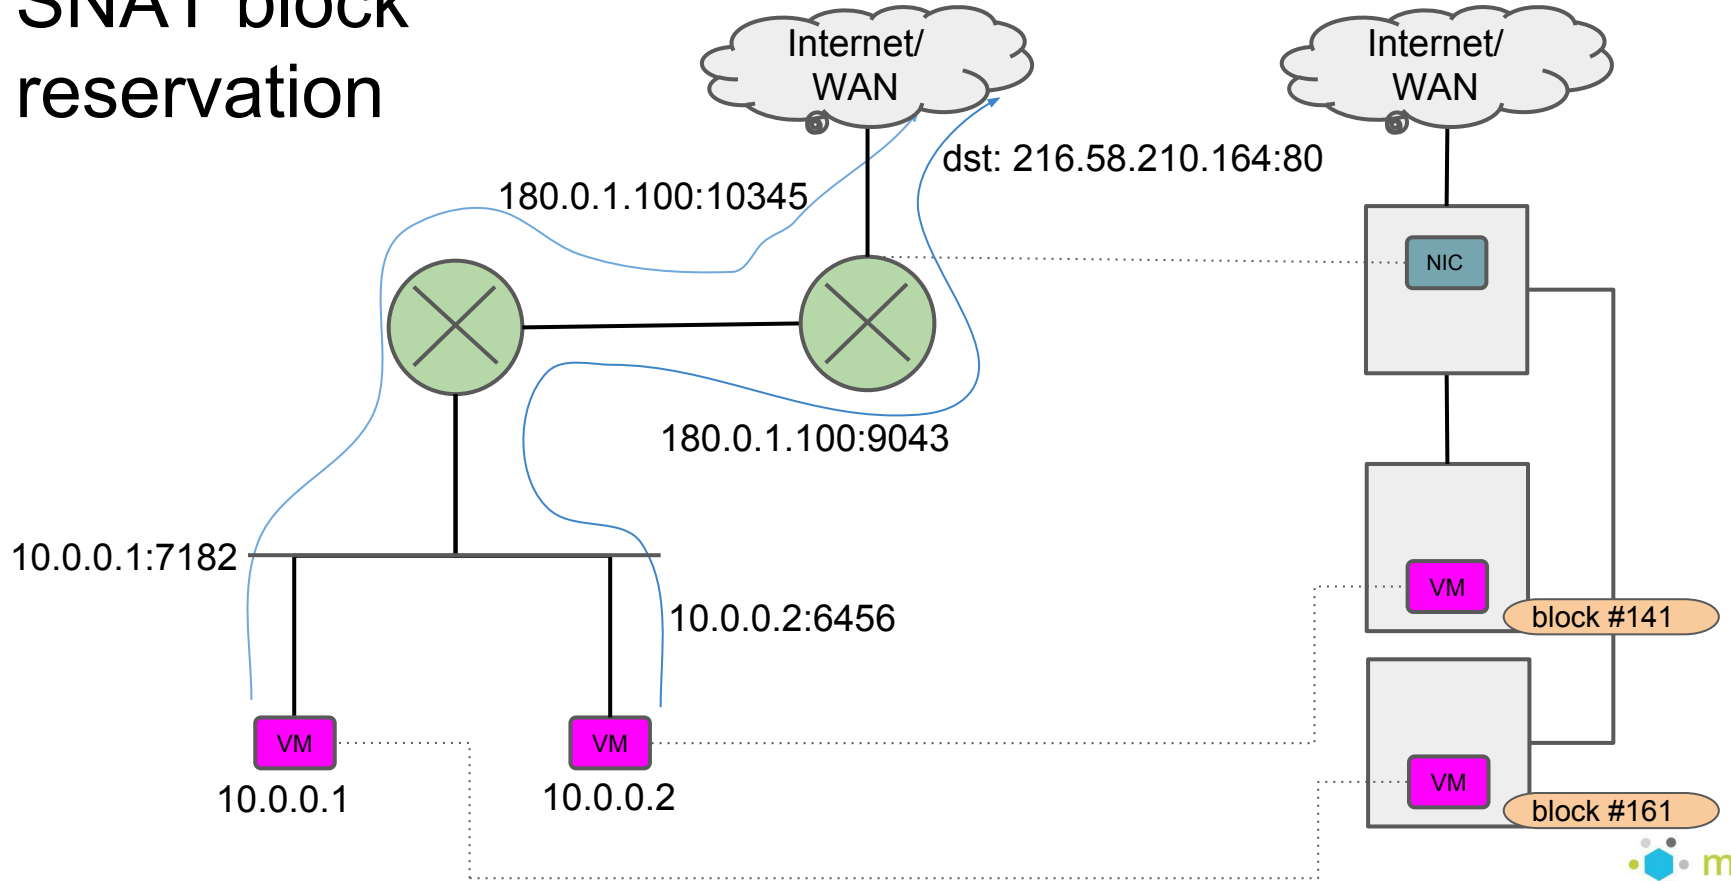 SNAT block
reservation
Internet/
WAN
Internet/
WAN
dst: 216.58.210.164:80
180.0.1.100:10345
NIC
180.0.1.100:9043
10.0.0.1:7182
10.0.0.2:6456
VM
block #141
VM
VM
10.0.0.1
10.0.0.2
VM
block #161
m